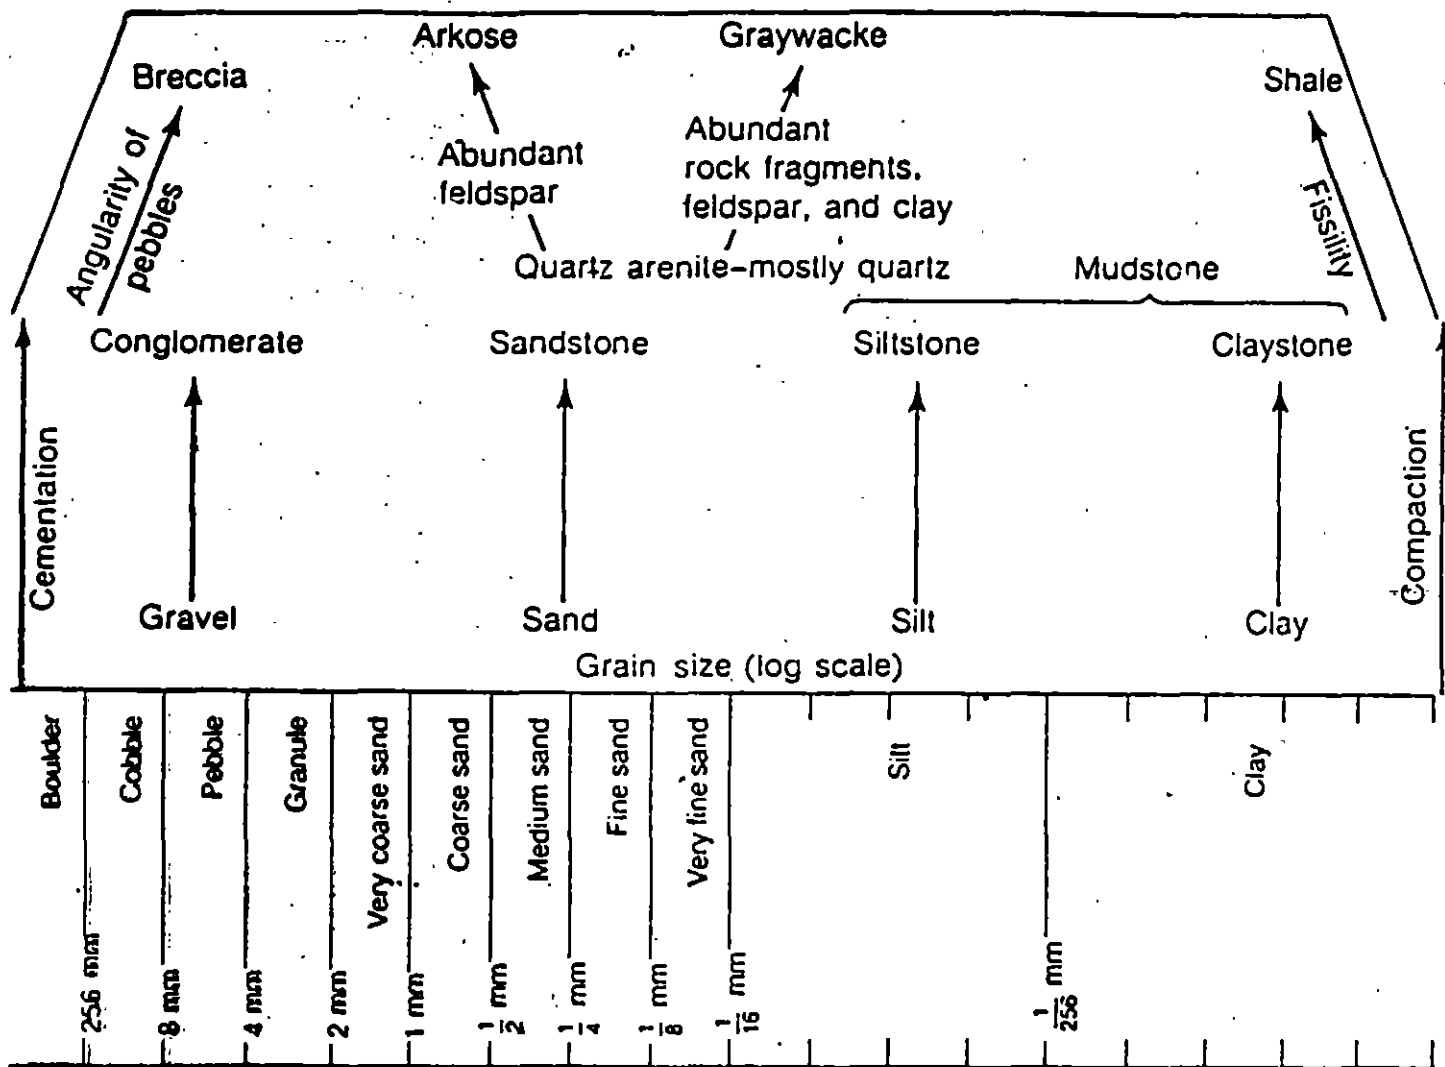 Arkose
Graywacke
Breccia
Shale
Angularity of
pebbles
Abundant
feldspar
Abundant
rock fragments,
feldspar, and clay
Fissility
Quartz arenite–mostly quartz
Mudstone
Conglomerate
Sandstone
Siltstone
Claystone
Cementation
Compaction
Gravel
Sand
Silt
Clay
Grain size (log scale)
Boulder
Cobble
Pebble
Granule
Very coarse sand
Coarse sand
Medium sand
Fine sand
Very fine sand
Silt
Clay
256 mm
8 mm
4 mm
2 mm
1 mm
1/2 mm
1/4 mm
1/8 mm
1/16 mm
1/256 mm